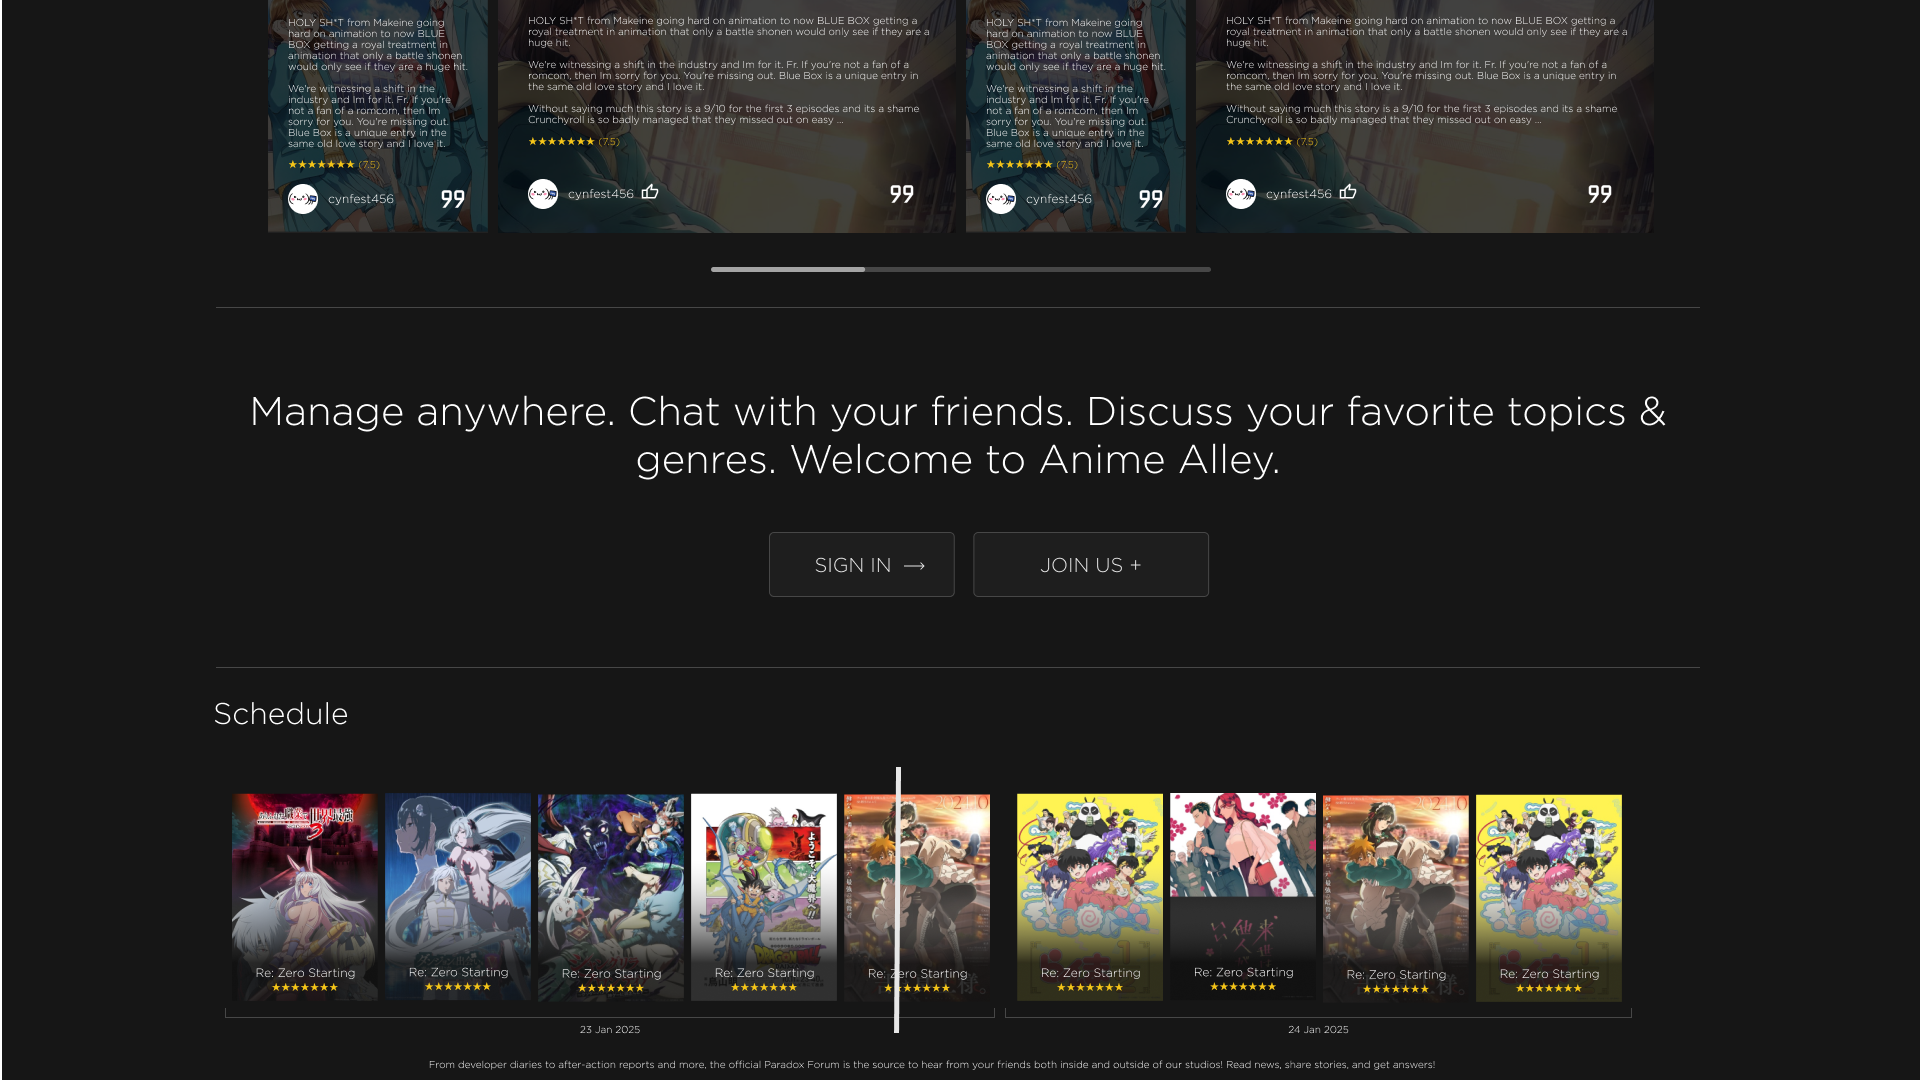 HOLY SH*T from Makeine going
hard on animation to now BLUE
BOX getting a royal treatment in
animation that only a battle shonen
would only see if they are a huge hit.
We're witnessing a shift in the
industry and Im for it. Fr. If you're
not a fan of a romcom, then Im
sorry for you. You're missing out.
Blue Box is a unique entry in the
same old love story and I love it.
★★★★★★★ (7.5)
cynfest456
99
HOLY SH*T from Makeine going hard on animation to now BLUE BOX getting a
royal treatment in animation that only a battle shonen would only see if they are a
huge hit.
We're witnessing a shift in the industry and Im for it. Fr. If you're not a fan of a
romcom, then Im sorry for you. You're missing out. Blue Box is a unique entry in
the same old love story and I love it.
Without saying much this story is a 9/10 for the first 3 episodes and its a shame
Crunchyroll is so badly managed that they missed out on easy ...
★★★★★★★ (7.5)
cynfest456
99
HOLY SH*T from Makeine going
hard on animation to now BLUE
BOX getting a royal treatment in
animation that only a battle shonen
would only see if they are a huge hit.
We're witnessing a shift in the
industry and Im for it. Fr. If you're
not a fan of a romcom, then Im
sorry for you. You're missing out.
Blue Box is a unique entry in the
same old love story and I love it.
★★★★★★★ (7.5)
cynfest456
99
HOLY SH*T from Makeine going hard on animation to now BLUE BOX getting a
royal treatment in animation that only a battle shonen would only see if they are a
huge hit.
We're witnessing a shift in the industry and Im for it. Fr. If you're not a fan of a
romcom, then Im sorry for you. You're missing out. Blue Box is a unique entry in
the same old love story and I love it.
Without saying much this story is a 9/10 for the first 3 episodes and its a shame
Crunchyroll is so badly managed that they missed out on easy ...
★★★★★★★ (7.5)
cynfest456
99
Manage anywhere. Chat with your friends. Discuss your favorite topics &
genres. Welcome to Anime Alley.
SIGN IN →
JOIN US +
Schedule
世界最強
3
Re: Zero Starting
★★★★★★★
Re: Zero Starting
★★★★★★★
Re: Zero Starting
★★★★★★★
ようこそ、大魔界へ!!
DRAGON
Re: Zero Starting
★★★★★★★
Re: Zero Starting
★★★★★★★
Re: Zero Starting
★★★★★★★
Re: Zero Starting
★★★★★★★
Re: Zero Starting
★★★★★★★
Re: Zero Starting
★★★★★★★
23 Jan 2025
24 Jan 2025
From developer diaries to after-action reports and more, the official Paradox Forum is the source to hear from your friends both inside and outside of our studios! Read news, share stories, and get answers!